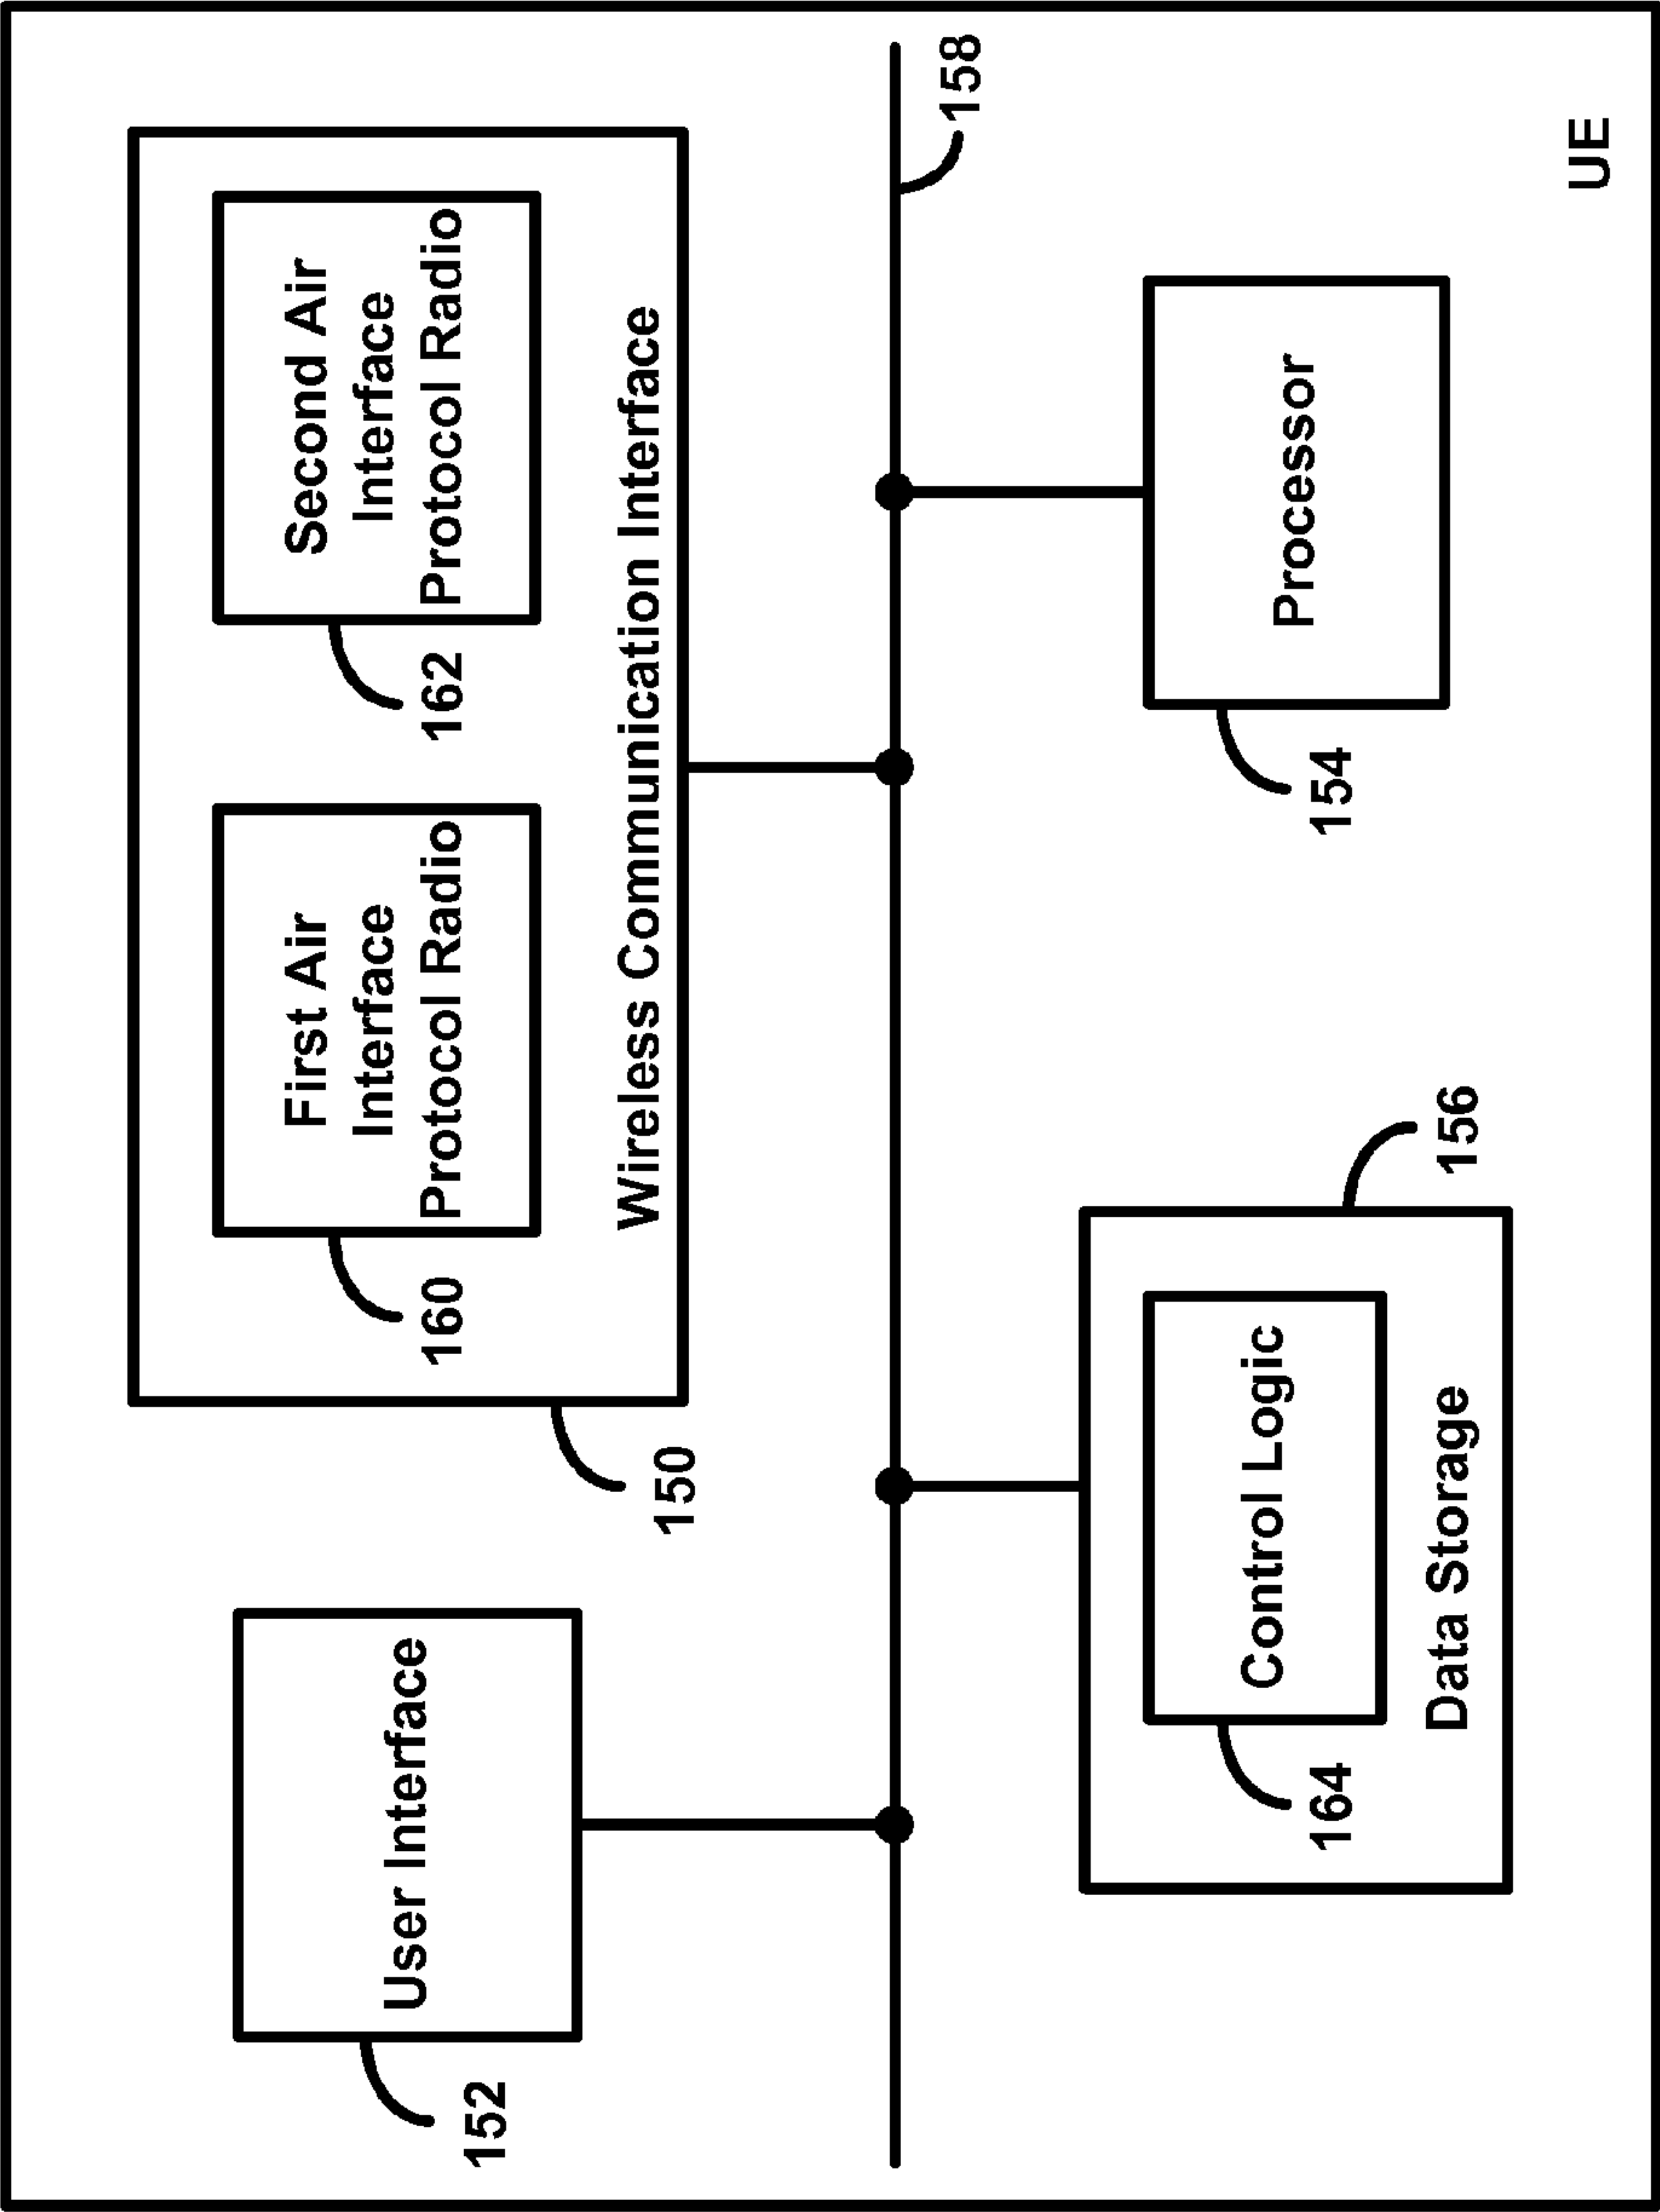 152
User Interface
150
160
First Air
Interface
Protocol Radio
162
Second Air
Interface
Protocol Radio
Wireless Communication Interface
158
164
Control Logic
Data Storage
156
154
Processor
UE